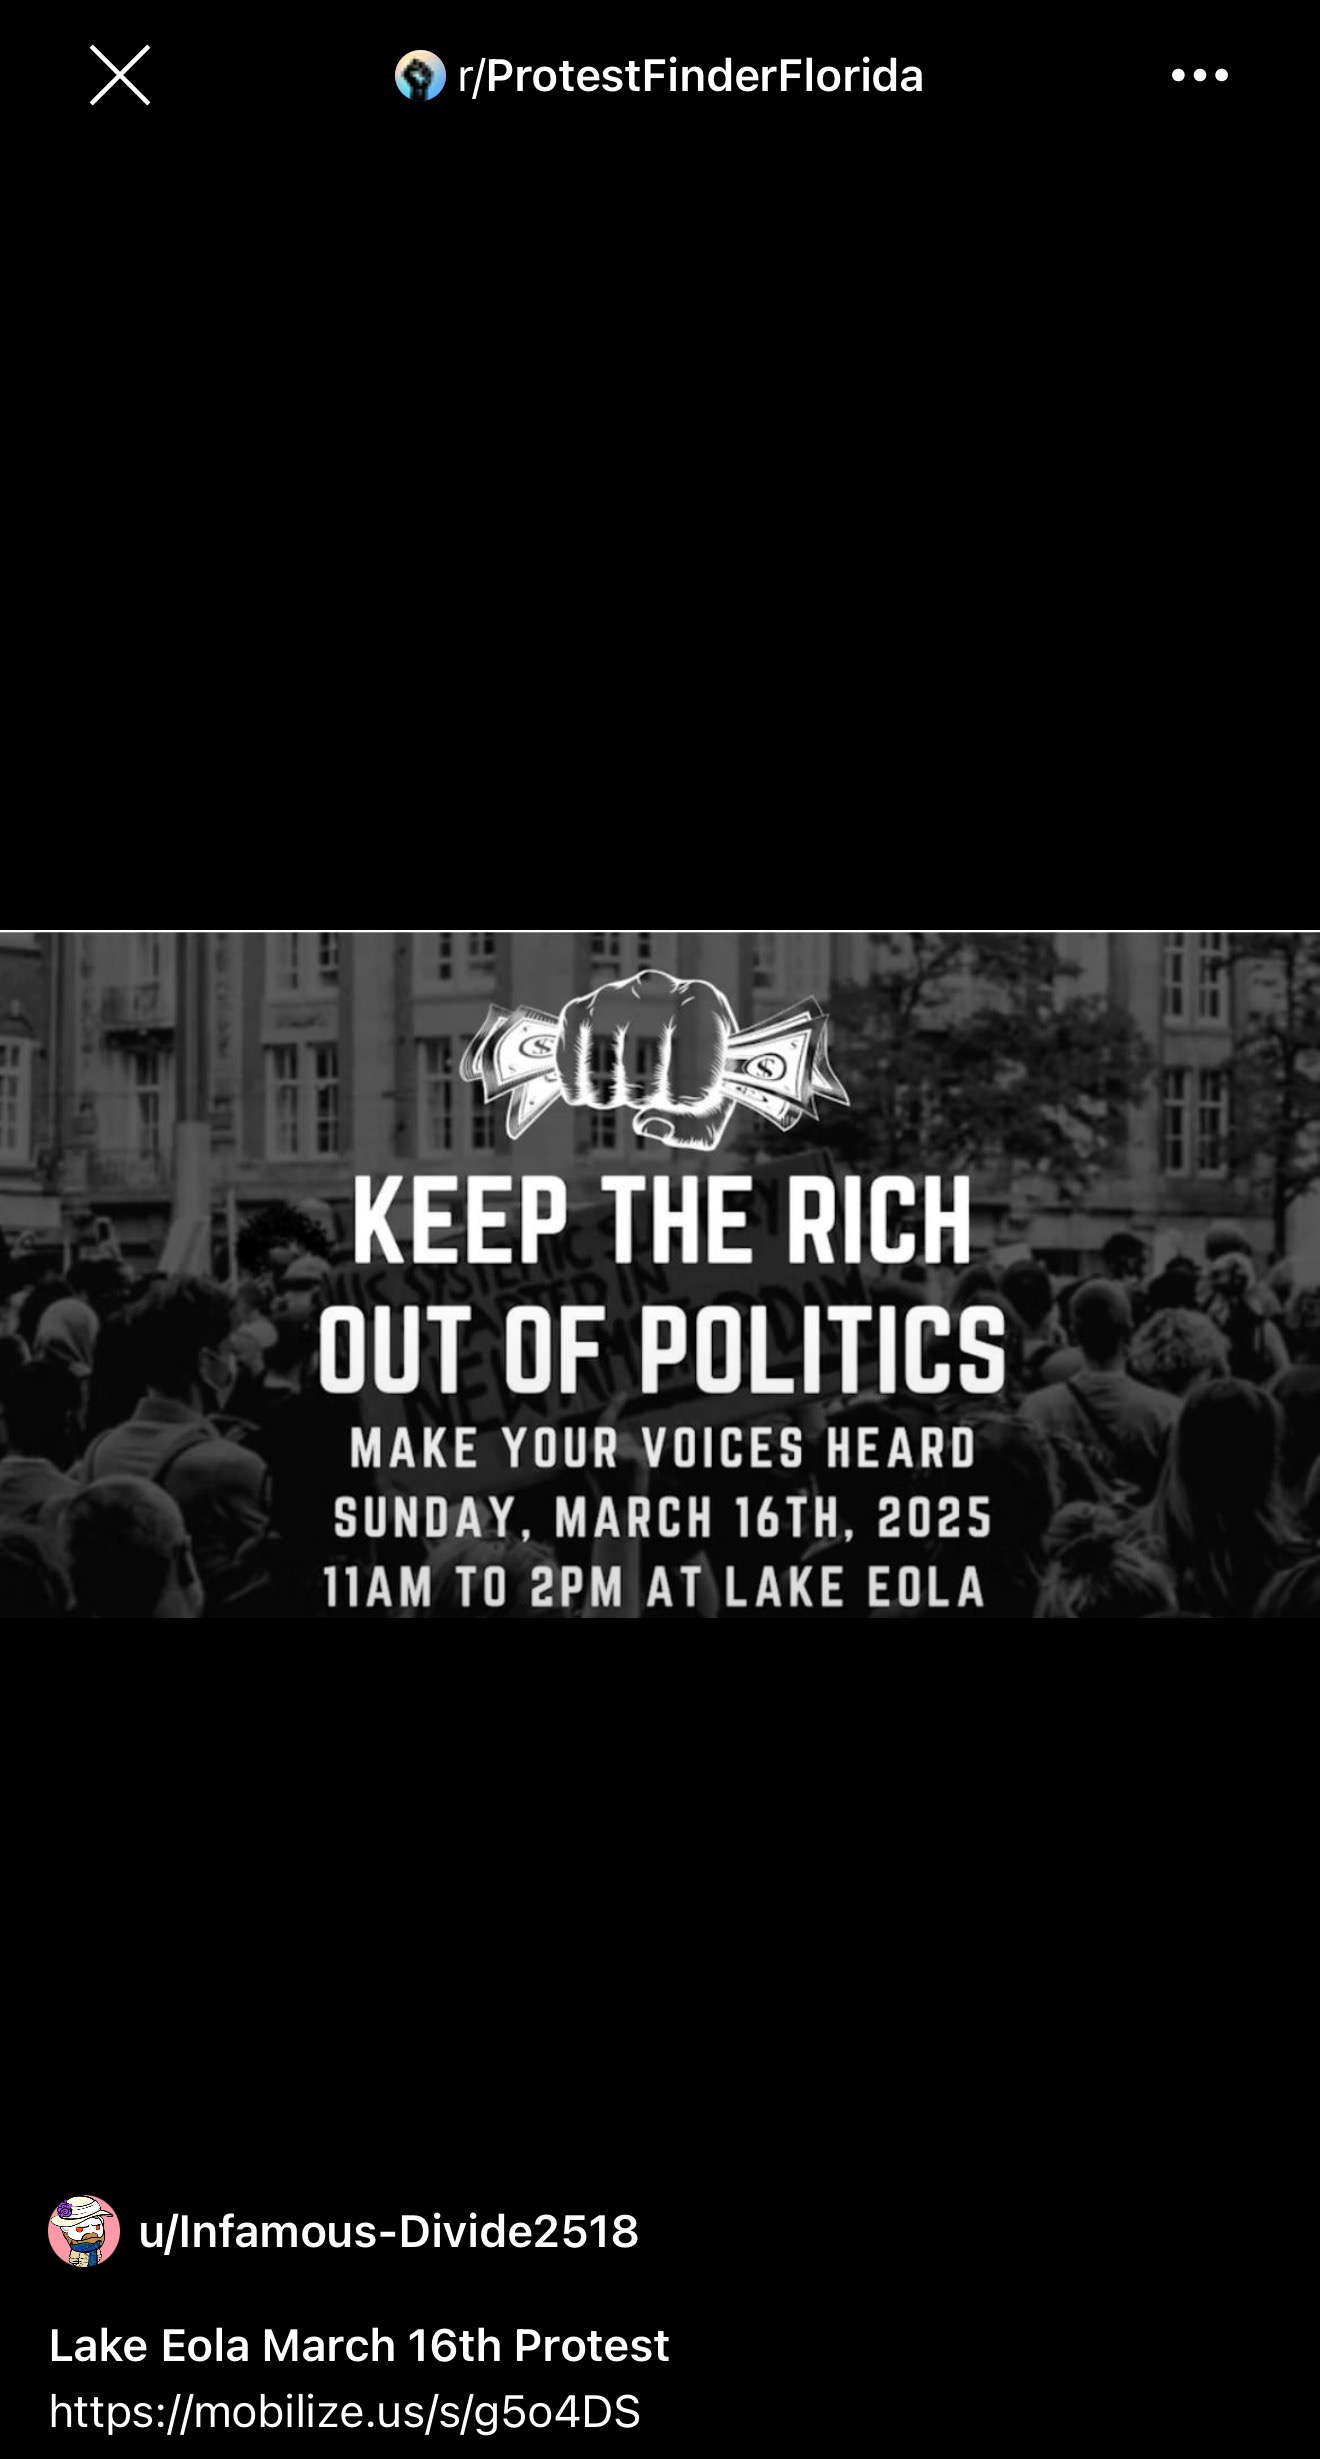 r/ProtestFinderFlorida
KEEP THE RICH
OUT OF POLITICS
MAKE YOUR VOICES HEARD
SUNDAY, MARCH 16TH, 2025
11AM TO 2PM AT LAKE EOLA
u/Infamous-Divide2518
Lake Eola March 16th Protest
https://mobilize.us/s/g5o4DS